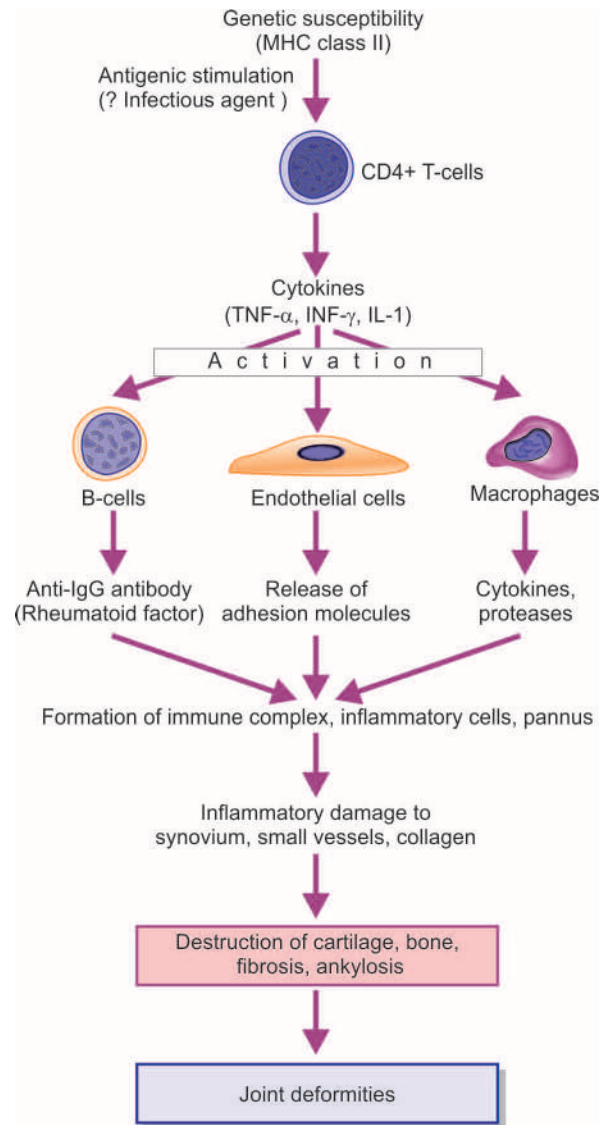 Genetic susceptibility
(MHC class II)
Antigenic stimulation
(? Infectious agent )
CD4+ T-cells
Cytokines
(TNF-α, INF-γ, IL-1)
Activation
B-cells
Endothelial cells
Macrophages
Anti-IgG antibody
(Rheumatoid factor)
Release of
adhesion molecules
Cytokines,
proteases
Formation of immune complex, inflammatory cells, pannus
Inflammatory damage to
synovium, small vessels, collagen
Destruction of cartilage, bone,
fibrosis, ankylosis
Joint deformities